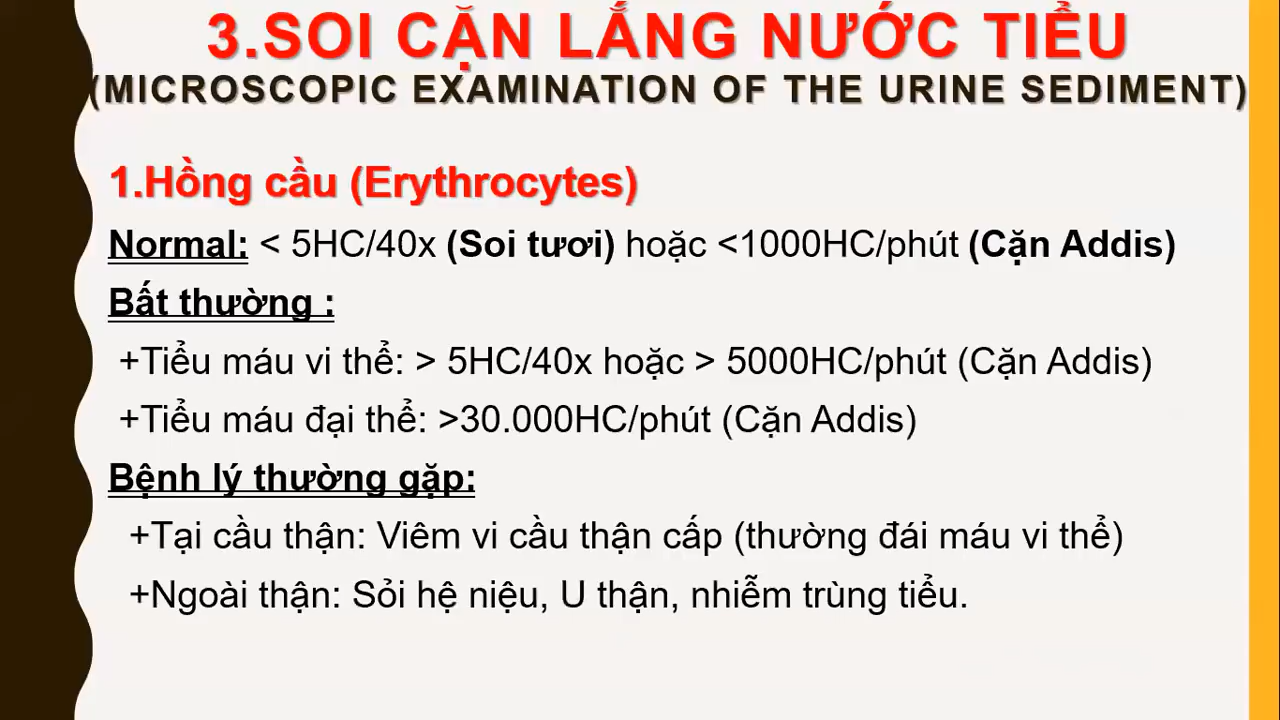 3.SOI CẶN LẮNG NƯỚC TIỂU
(MICROSCOPIC EXAMINATION OF THE URINE SEDIMENT)
1.Hồng cầu (Erythrocytes)
Normal: < 5HC/40x (Soi tươi) hoặc <1000HC/phút (Cặn Addis)
Bất thường :
+Tiểu máu vi thể: > 5HC/40x hoặc > 5000HC/phút (Cặn Addis)
+Tiểu máu đại thể: >30.000HC/phút (Cặn Addis)
Bệnh lý thường gặp:
+Tại cầu thận: Viêm vi cầu thận cấp (thường đái máu vi thể)
+Ngoài thận: Sỏi hệ niệu, U thận, nhiễm trùng tiểu.